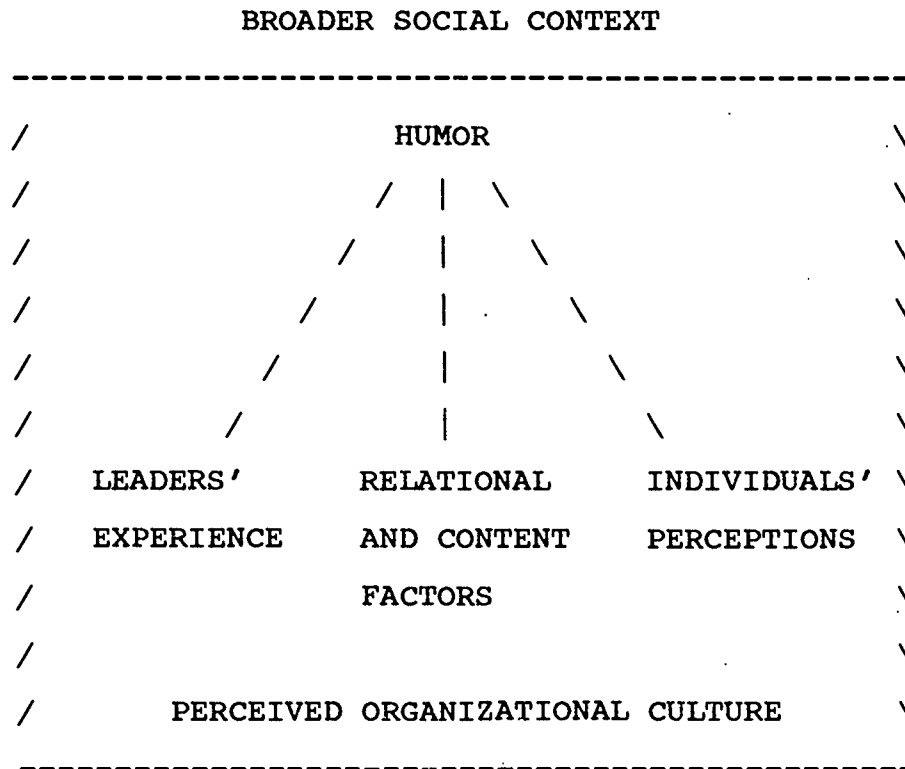 BROADER SOCIAL CONTEXT
HUMOR
LEADERS' RELATIONAL INDIVIDUALS'
EXPERIENCE AND CONTENT PERCEPTIONS
FACTORS
PERCEIVED ORGANIZATIONAL CULTURE